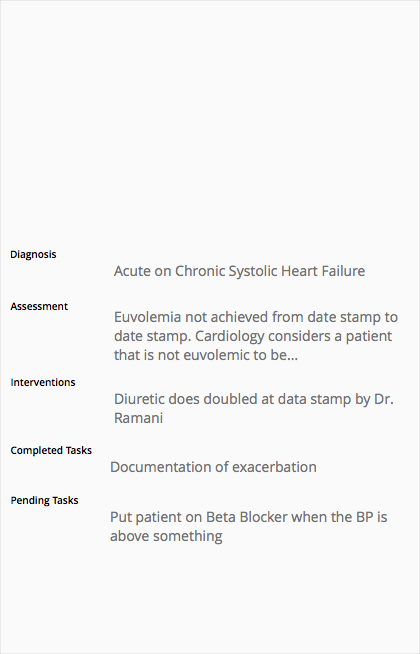 Diagnosis
Acute on Chronic Systolic Heart Failure
Assessment
Euvolemia not achieved from date stamp to
date stamp. Cardiology considers a patient
that is not euvolemic to be...
Interventions
Diuretic does doubled at data stamp by Dr.
Ramani
Completed Tasks
Documentation of exacerbation
Pending Tasks
Put patient on Beta Blocker when the BP is
above something